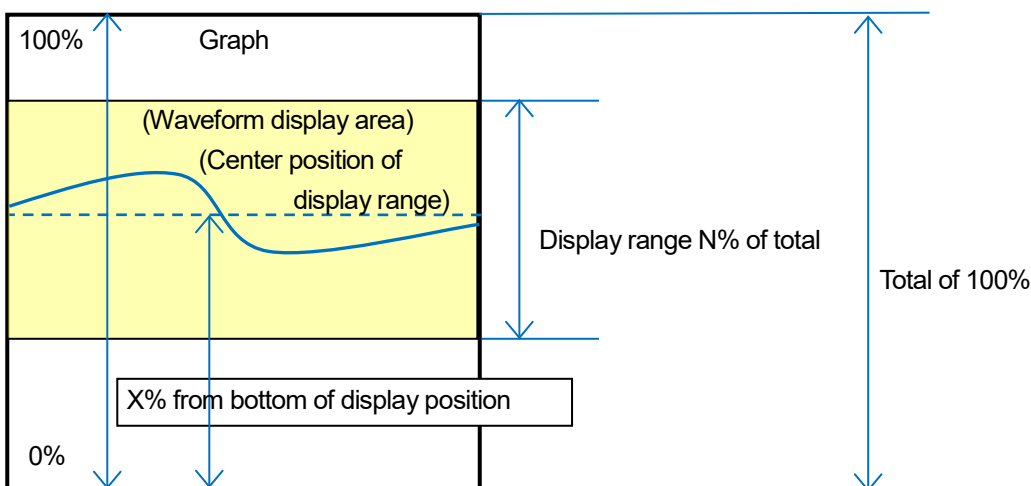 100%
Graph
(Waveform display area)
(Center position of
display range)
Display range N% of total
Total of 100%
X% from bottom of display position
0%